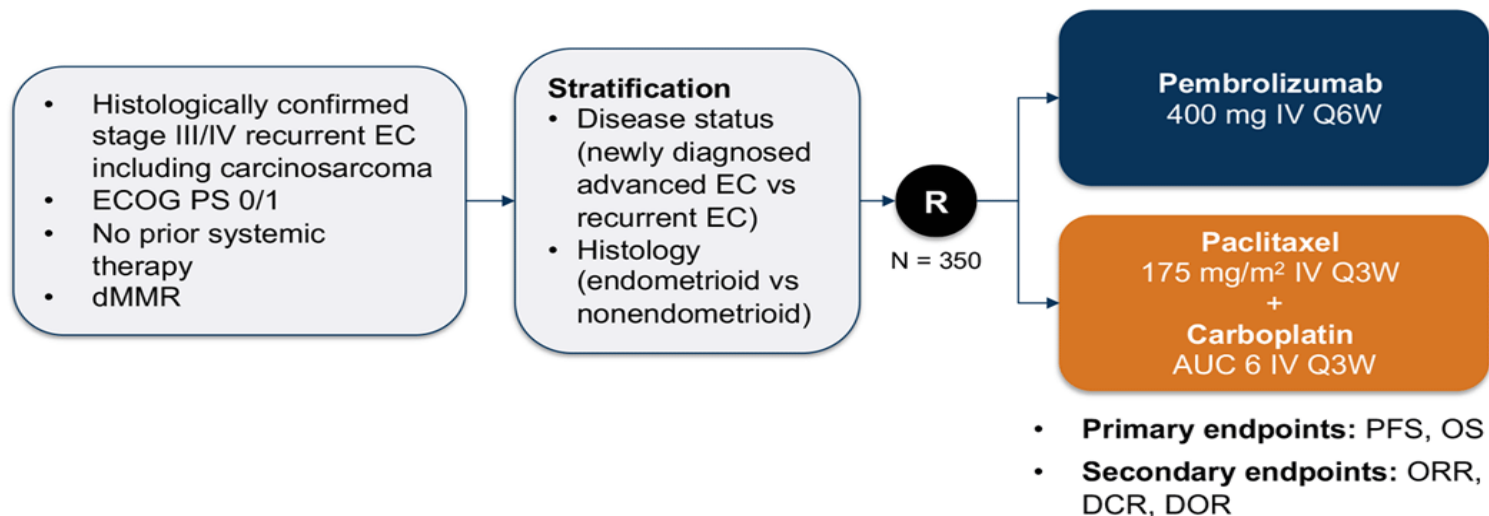 • Histologically confirmed
stage III/IV recurrent EC
including carcinosarcoma
• ECOG PS 0/1
• No prior systemic
therapy
• dMMR
Stratification
• Disease status
(newly diagnosed
advanced EC vs
recurrent EC)
• Histology
(endometrioid vs
nonendometrioid)
R
N = 350
Pembrolizumab
400 mg IV Q6W
Paclitaxel
175 mg/m² IV Q3W
+
Carboplatin
AUC 6 IV Q3W
• Primary endpoints: PFS, OS
• Secondary endpoints: ORR,
DCR, DOR